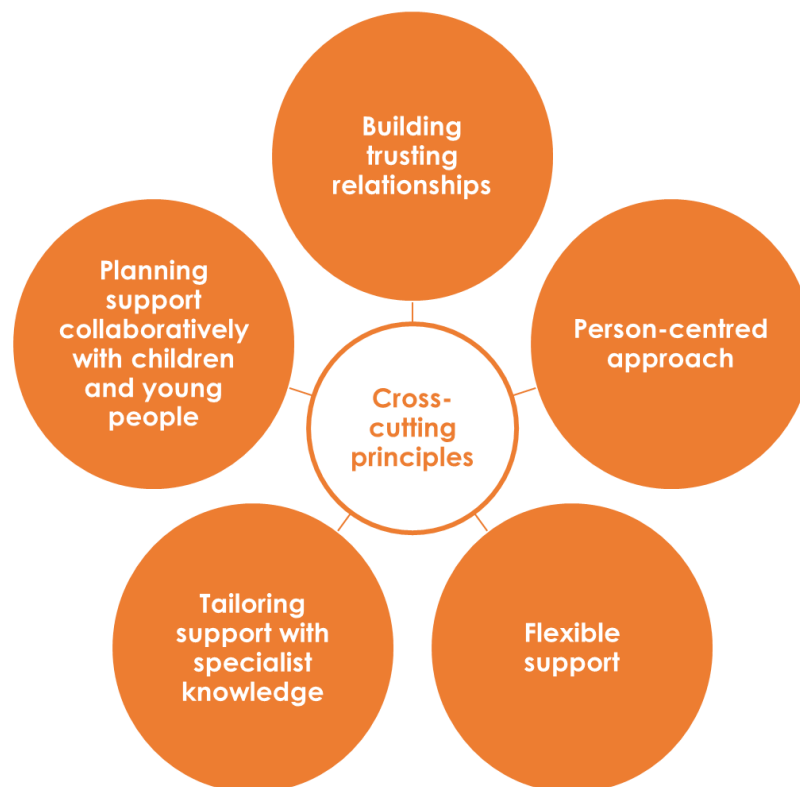 Building
trusting
relationships
Planning
support
collaboratively
with children
and young
people
Person-centred
approach
Cross-
cutting
principles
Tailoring
support with
specialist
knowledge
Flexible
support